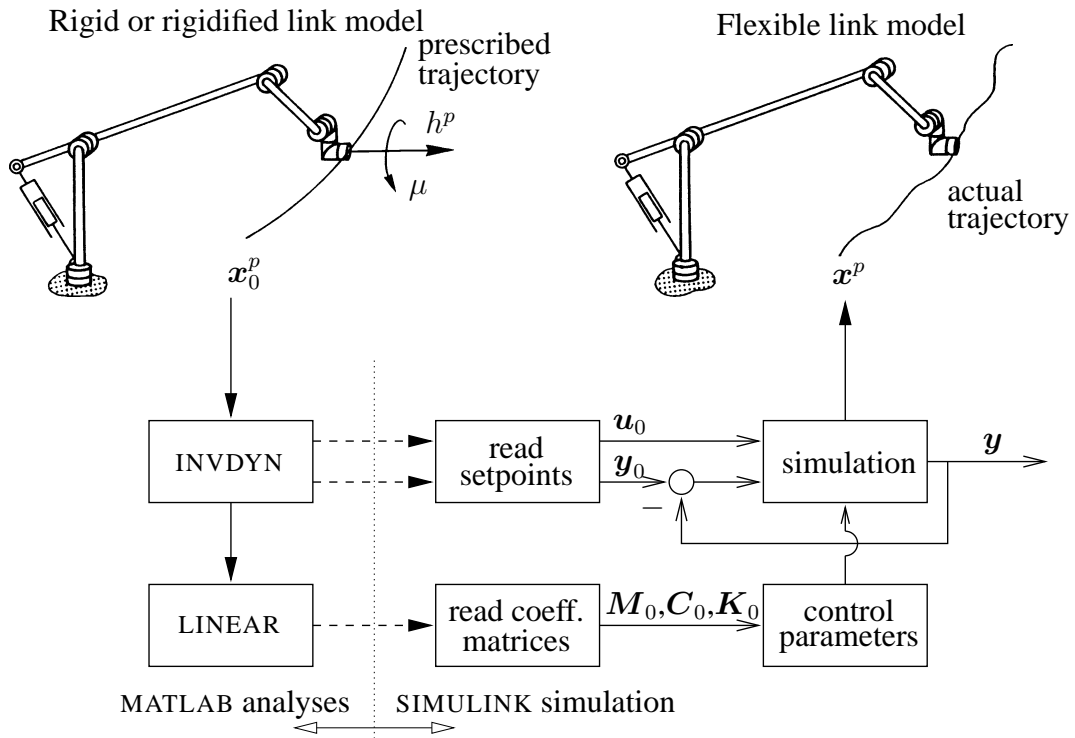 Rigid or rigidified link model
Flexible link model
prescribed
trajectory
h^p
μ
actual
trajectory
x_0^p
x^p
INVDYN
read
setpoints
u_0
y_0
−
simulation
y
LINEAR
read coeff.
matrices
M_0,C_0,K_0
control
parameters
MATLAB analyses
SIMULINK simulation